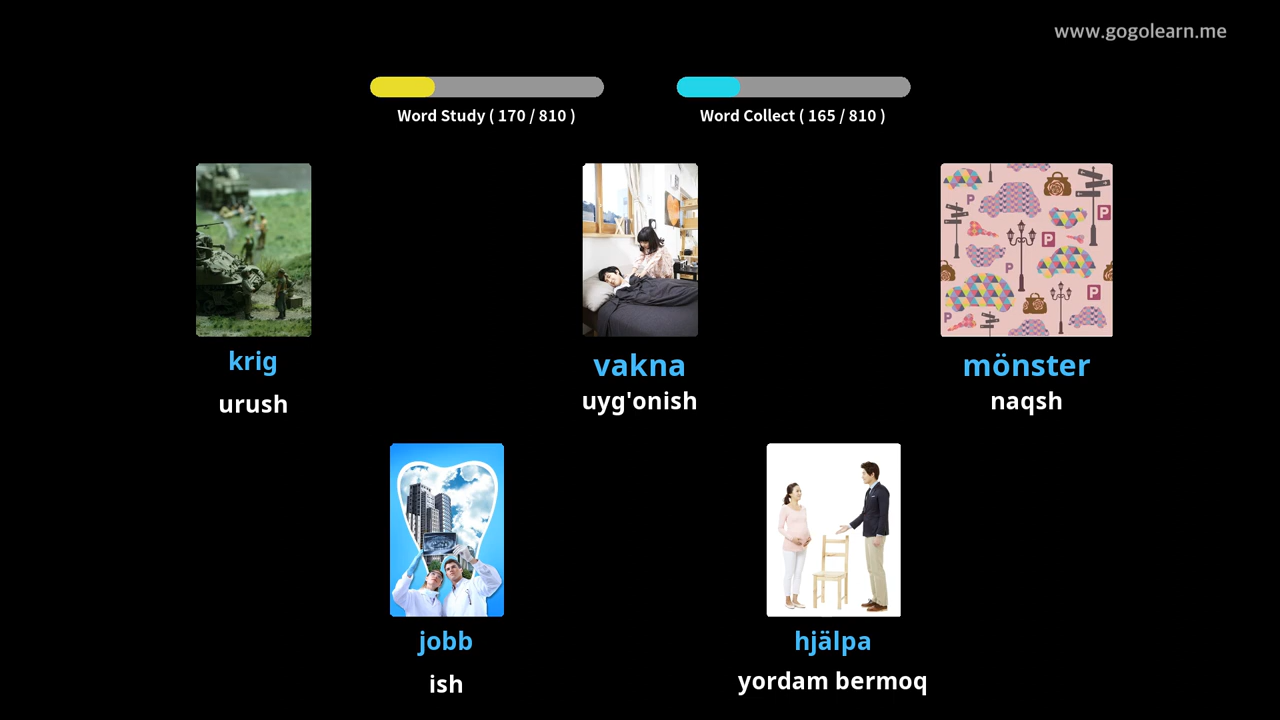 www.gogolearn.me
Word Study ( 170 / 810 )
Word Collect ( 165 / 810 )
krig
urush
vakna
uyg'onish
mönster
naqsh
jobb
ish
hjälpa
yordam bermoq